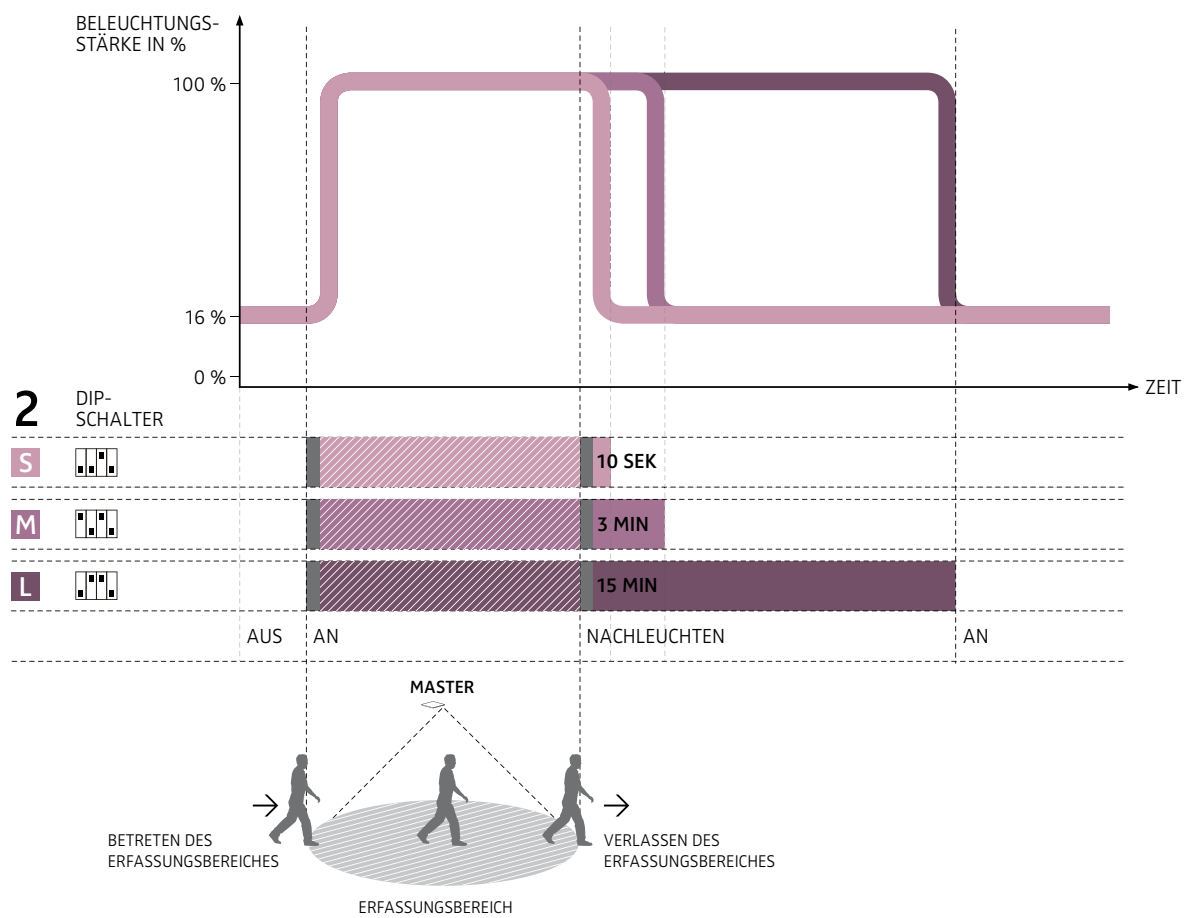 BELEUCHTUNGS-
STÄRKE IN %
100 %
16 %
0 %
ZEIT
2
DIP-
SCHALTER
S
10 SEK
M
3 MIN
L
15 MIN
AUS
AN
NACHLEUCHTEN
AN
MASTER
BETRETEN DES
ERFASSUNGSBEREICHES
VERLASSEN DES
ERFASSUNGSBEREICHES
ERFASSUNGSBEREICH